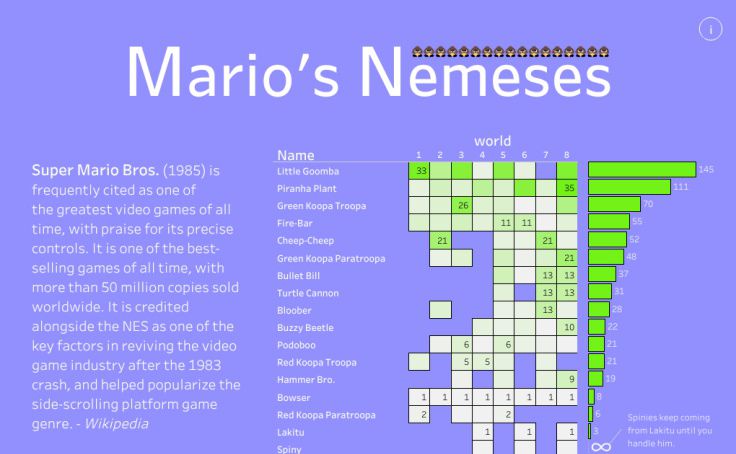 i
Mario's Nemeses
Super Mario Bros. (1985) is
frequently cited as one of
the greatest video games of all
time, with praise for its precise
controls. It is one of the best-
selling games of all time, with
more than 50 million copies sold
worldwide. It is credited
alongside the NES as one of the
key factors in reviving the video
game industry after the 1983
crash, and helped popularize the
side-scrolling platform game
genre. - Wikipedia
world
Name 1 2 3 4 5 6 7 8
Little Goomba 33 145
Piranha Plant 35 111
Green Koopa Troopa 26 70
Fire-Bar 11 11 55
Cheep-Cheep 21 21 52
Green Koopa Paratroopa 21 48
Bullet Bill 13 13 37
Turtle Cannon 13 13 31
Bloober 13 28
Buzzy Beetle 10 22
Podoboo 6 6 21
Red Koopa Troopa 5 5 21
Hammer Bro. 9 19
Bowser 1 1 1 1 1 1 1 1 8
Red Koopa Paratroopa 2 2 6
Lakitu 1 1 1 3
Spiny ∞
Spinies keep coming
from Lakitu until you
handle him.